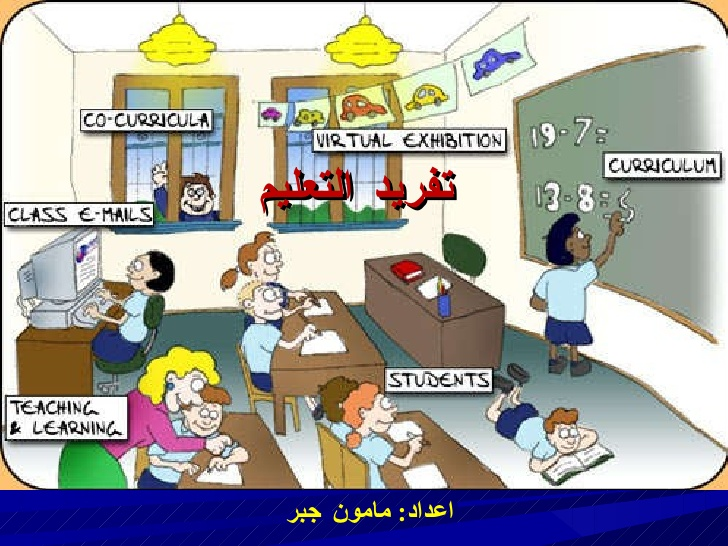 CO-CURRICULA
VIRTUAL EXHIBITION
19-7=
CURRICULUM
تفريد التعليم
13-8=5
CLASS E-MAILS
STUDENTS
TEACHING
& LEARNING
اعداد: مامون جبر